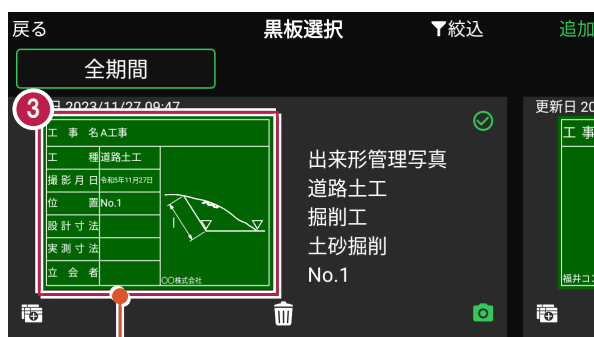 戻る
黒板選択
▼絞込
追加
全期間
3
日 2023/11/27 09:47
更新日 20
工事名 A工事
工種 道路土工
撮影月日 令和5年11月27日
位置 No.1
設計寸法
実測寸法
立会者
l
〇〇株式会社
出来形管理写真
道路土工
掘削工
土砂掘削
No.1
工事
福井コン